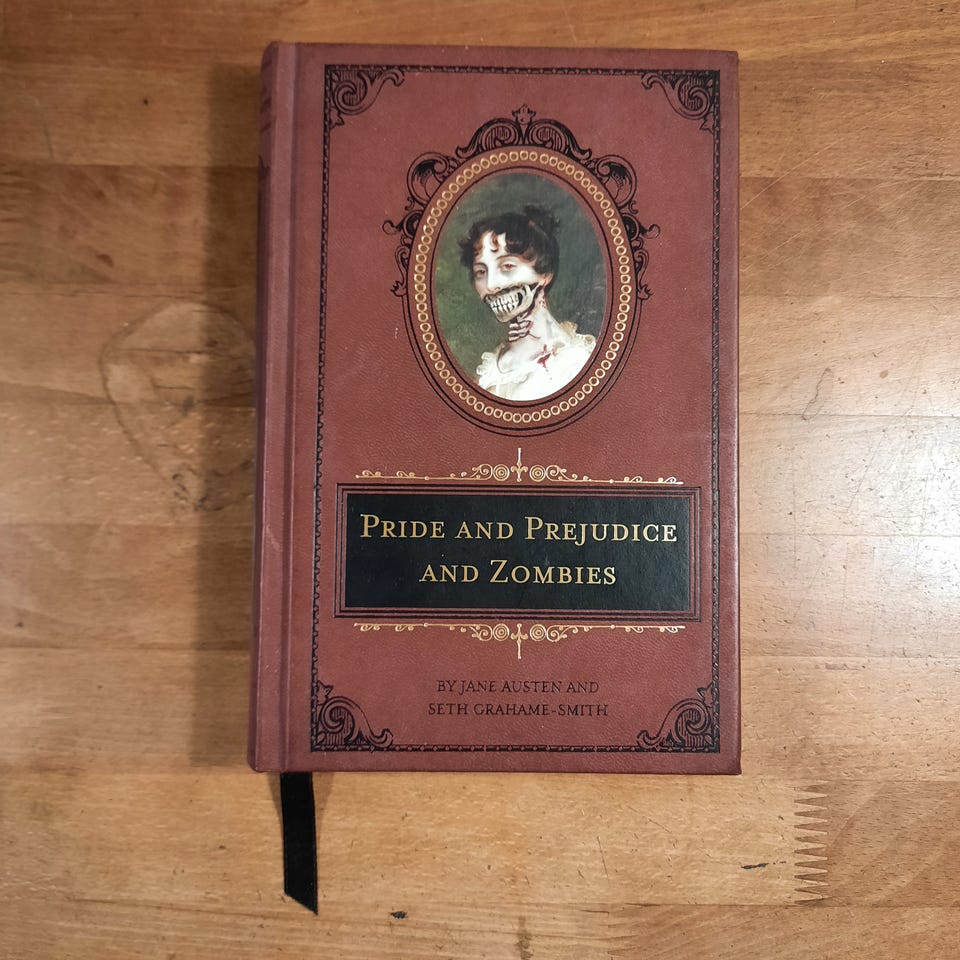 PRIDE AND PREJUDICE
AND ZOMBIES
BY JANE AUSTEN AND
SETH GRAHAME-SMITH